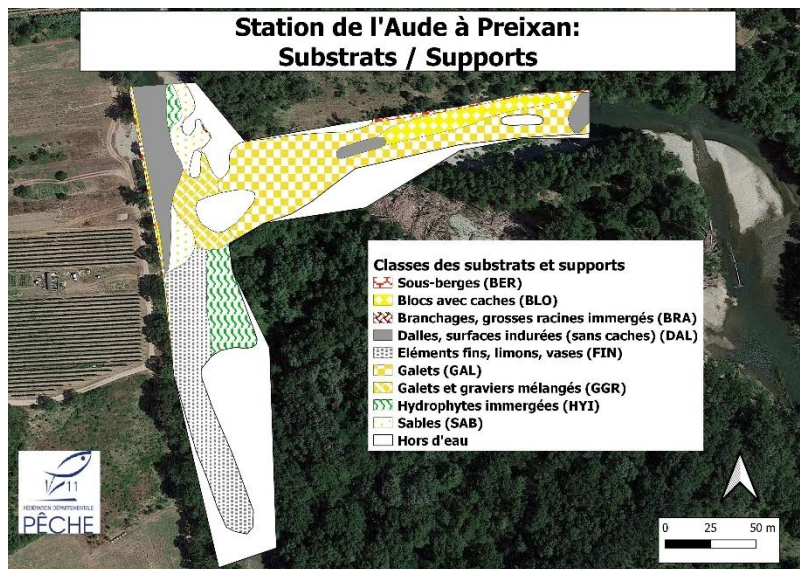 Station de l'Aude à Preixan:
Substrats / Supports
Classes des substrats et supports
Sous-berges (BER)
Blocs avec caches (BLO)
Branchages, grosses racines immergés (BRA)
Dalles, surfaces indurées (sans caches) (DAL)
Eléments fins, limons, vases (FIN)
Galets (GAL)
Galets et graviers mélangés (GGR)
Hydrophytes immergées (HYI)
Sables (SAB)
Hors d'eau
11
FÉDÉRATION DÉPARTEMENTALE
PÊCHE
0 25 50 m